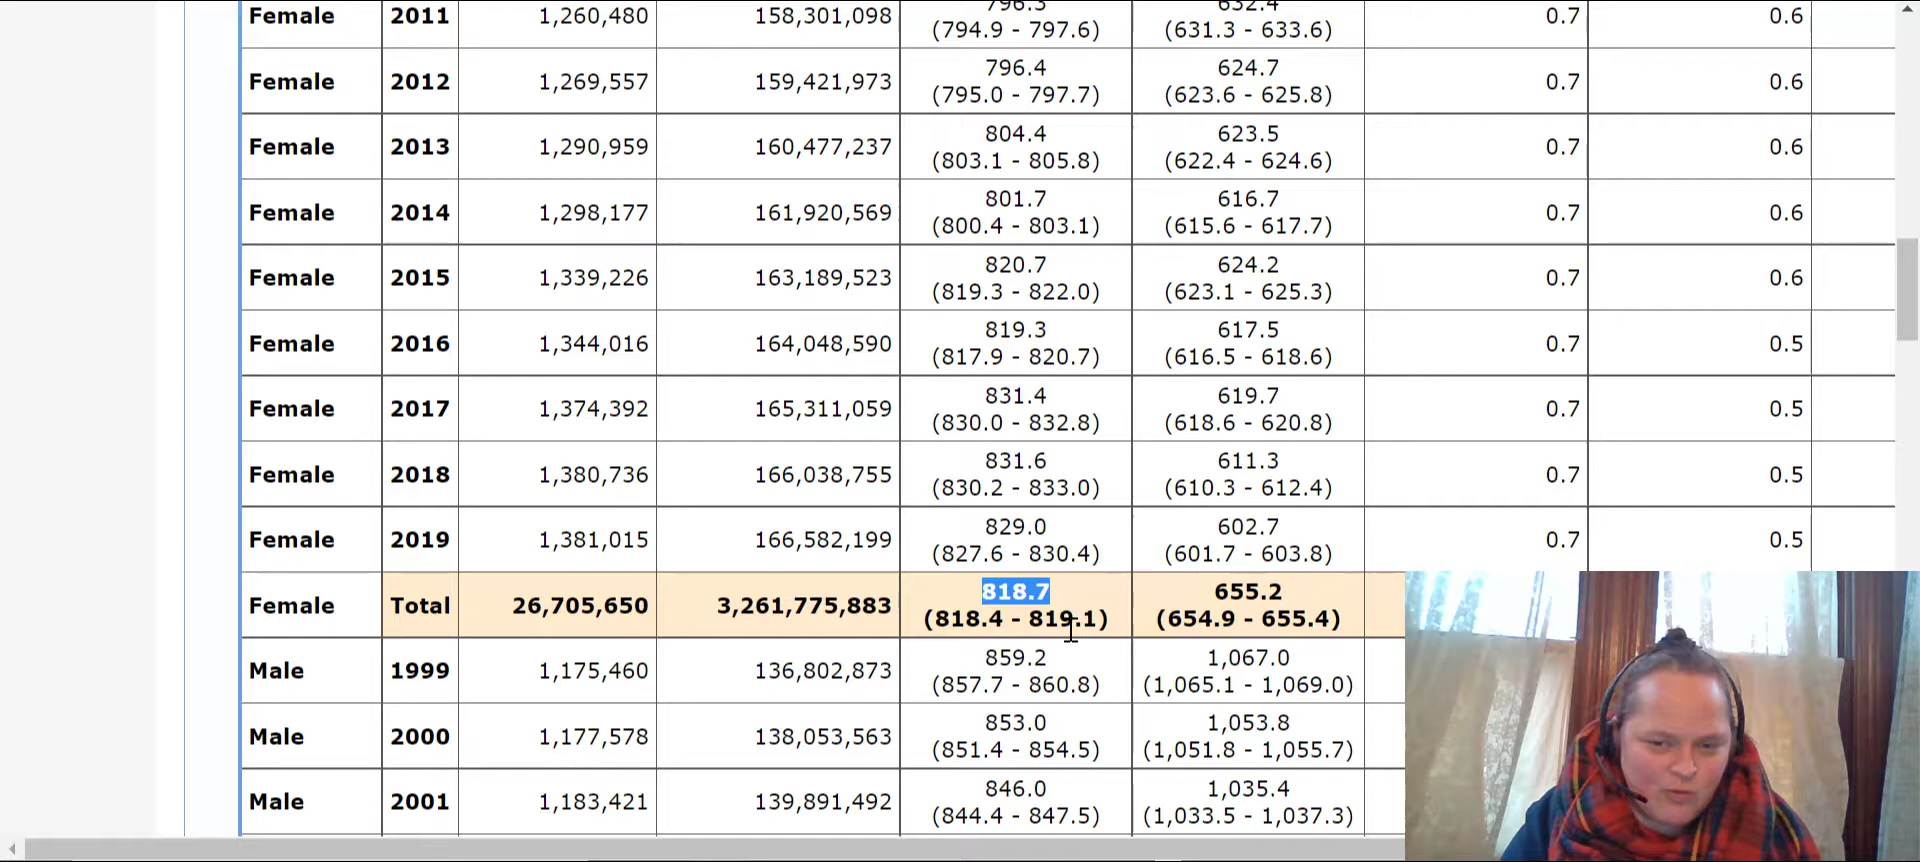 Female 2011 1,260,480 158,301,098 796.3 632.4 0.7 0.6
(794.9 - 797.6) (631.3 - 633.6)
Female 2012 1,269,557 159,421,973 796.4 624.7 0.7 0.6
(795.0 - 797.7) (623.6 - 625.8)
Female 2013 1,290,959 160,477,237 804.4 623.5 0.7 0.6
(803.1 - 805.8) (622.4 - 624.6)
Female 2014 1,298,177 161,920,569 801.7 616.7 0.7 0.6
(800.4 - 803.1) (615.6 - 617.7)
Female 2015 1,339,226 163,189,523 820.7 624.2 0.7 0.6
(819.3 - 822.0) (623.1 - 625.3)
Female 2016 1,344,016 164,048,590 819.3 617.5 0.7 0.5
(817.9 - 820.7) (616.5 - 618.6)
Female 2017 1,374,392 165,311,059 831.4 619.7 0.7 0.5
(830.0 - 832.8) (618.6 - 620.8)
Female 2018 1,380,736 166,038,755 831.6 611.3 0.7 0.5
(830.2 - 833.0) (610.3 - 612.4)
Female 2019 1,381,015 166,582,199 829.0 602.7 0.7 0.5
(827.6 - 830.4) (601.7 - 603.8)
Female Total 26,705,650 3,261,775,883 818.7 655.2
(818.4 - 819.1) (654.9 - 655.4)
Male 1999 1,175,460 136,802,873 859.2 1,067.0
(857.7 - 860.8) (1,065.1 - 1,069.0)
Male 2000 1,177,578 138,053,563 853.0 1,053.8
(851.4 - 854.5) (1,051.8 - 1,055.7)
Male 2001 1,183,421 139,891,492 846.0 1,035.4
(844.4 - 847.5) (1,033.5 - 1,037.3)